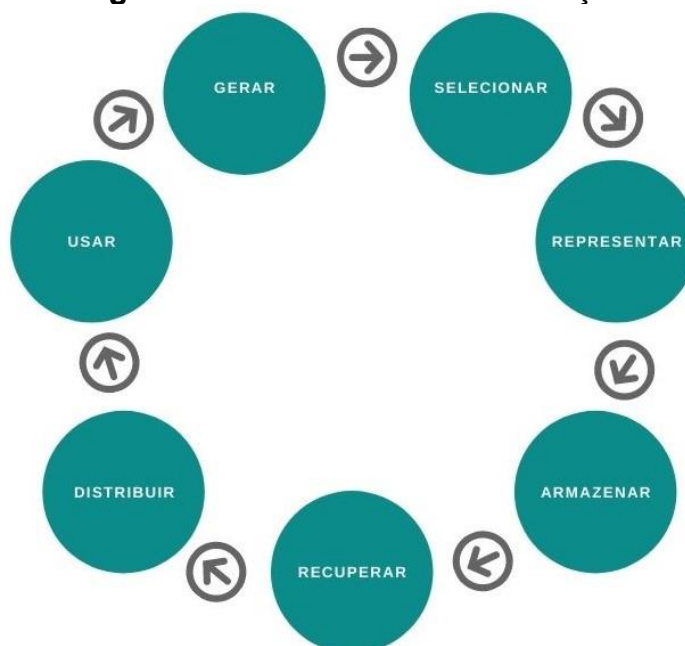 GERAR
SELECIONAR
REPRESENTAR
ARMAZENAR
RECUPERAR
DISTRIBUIR
USAR